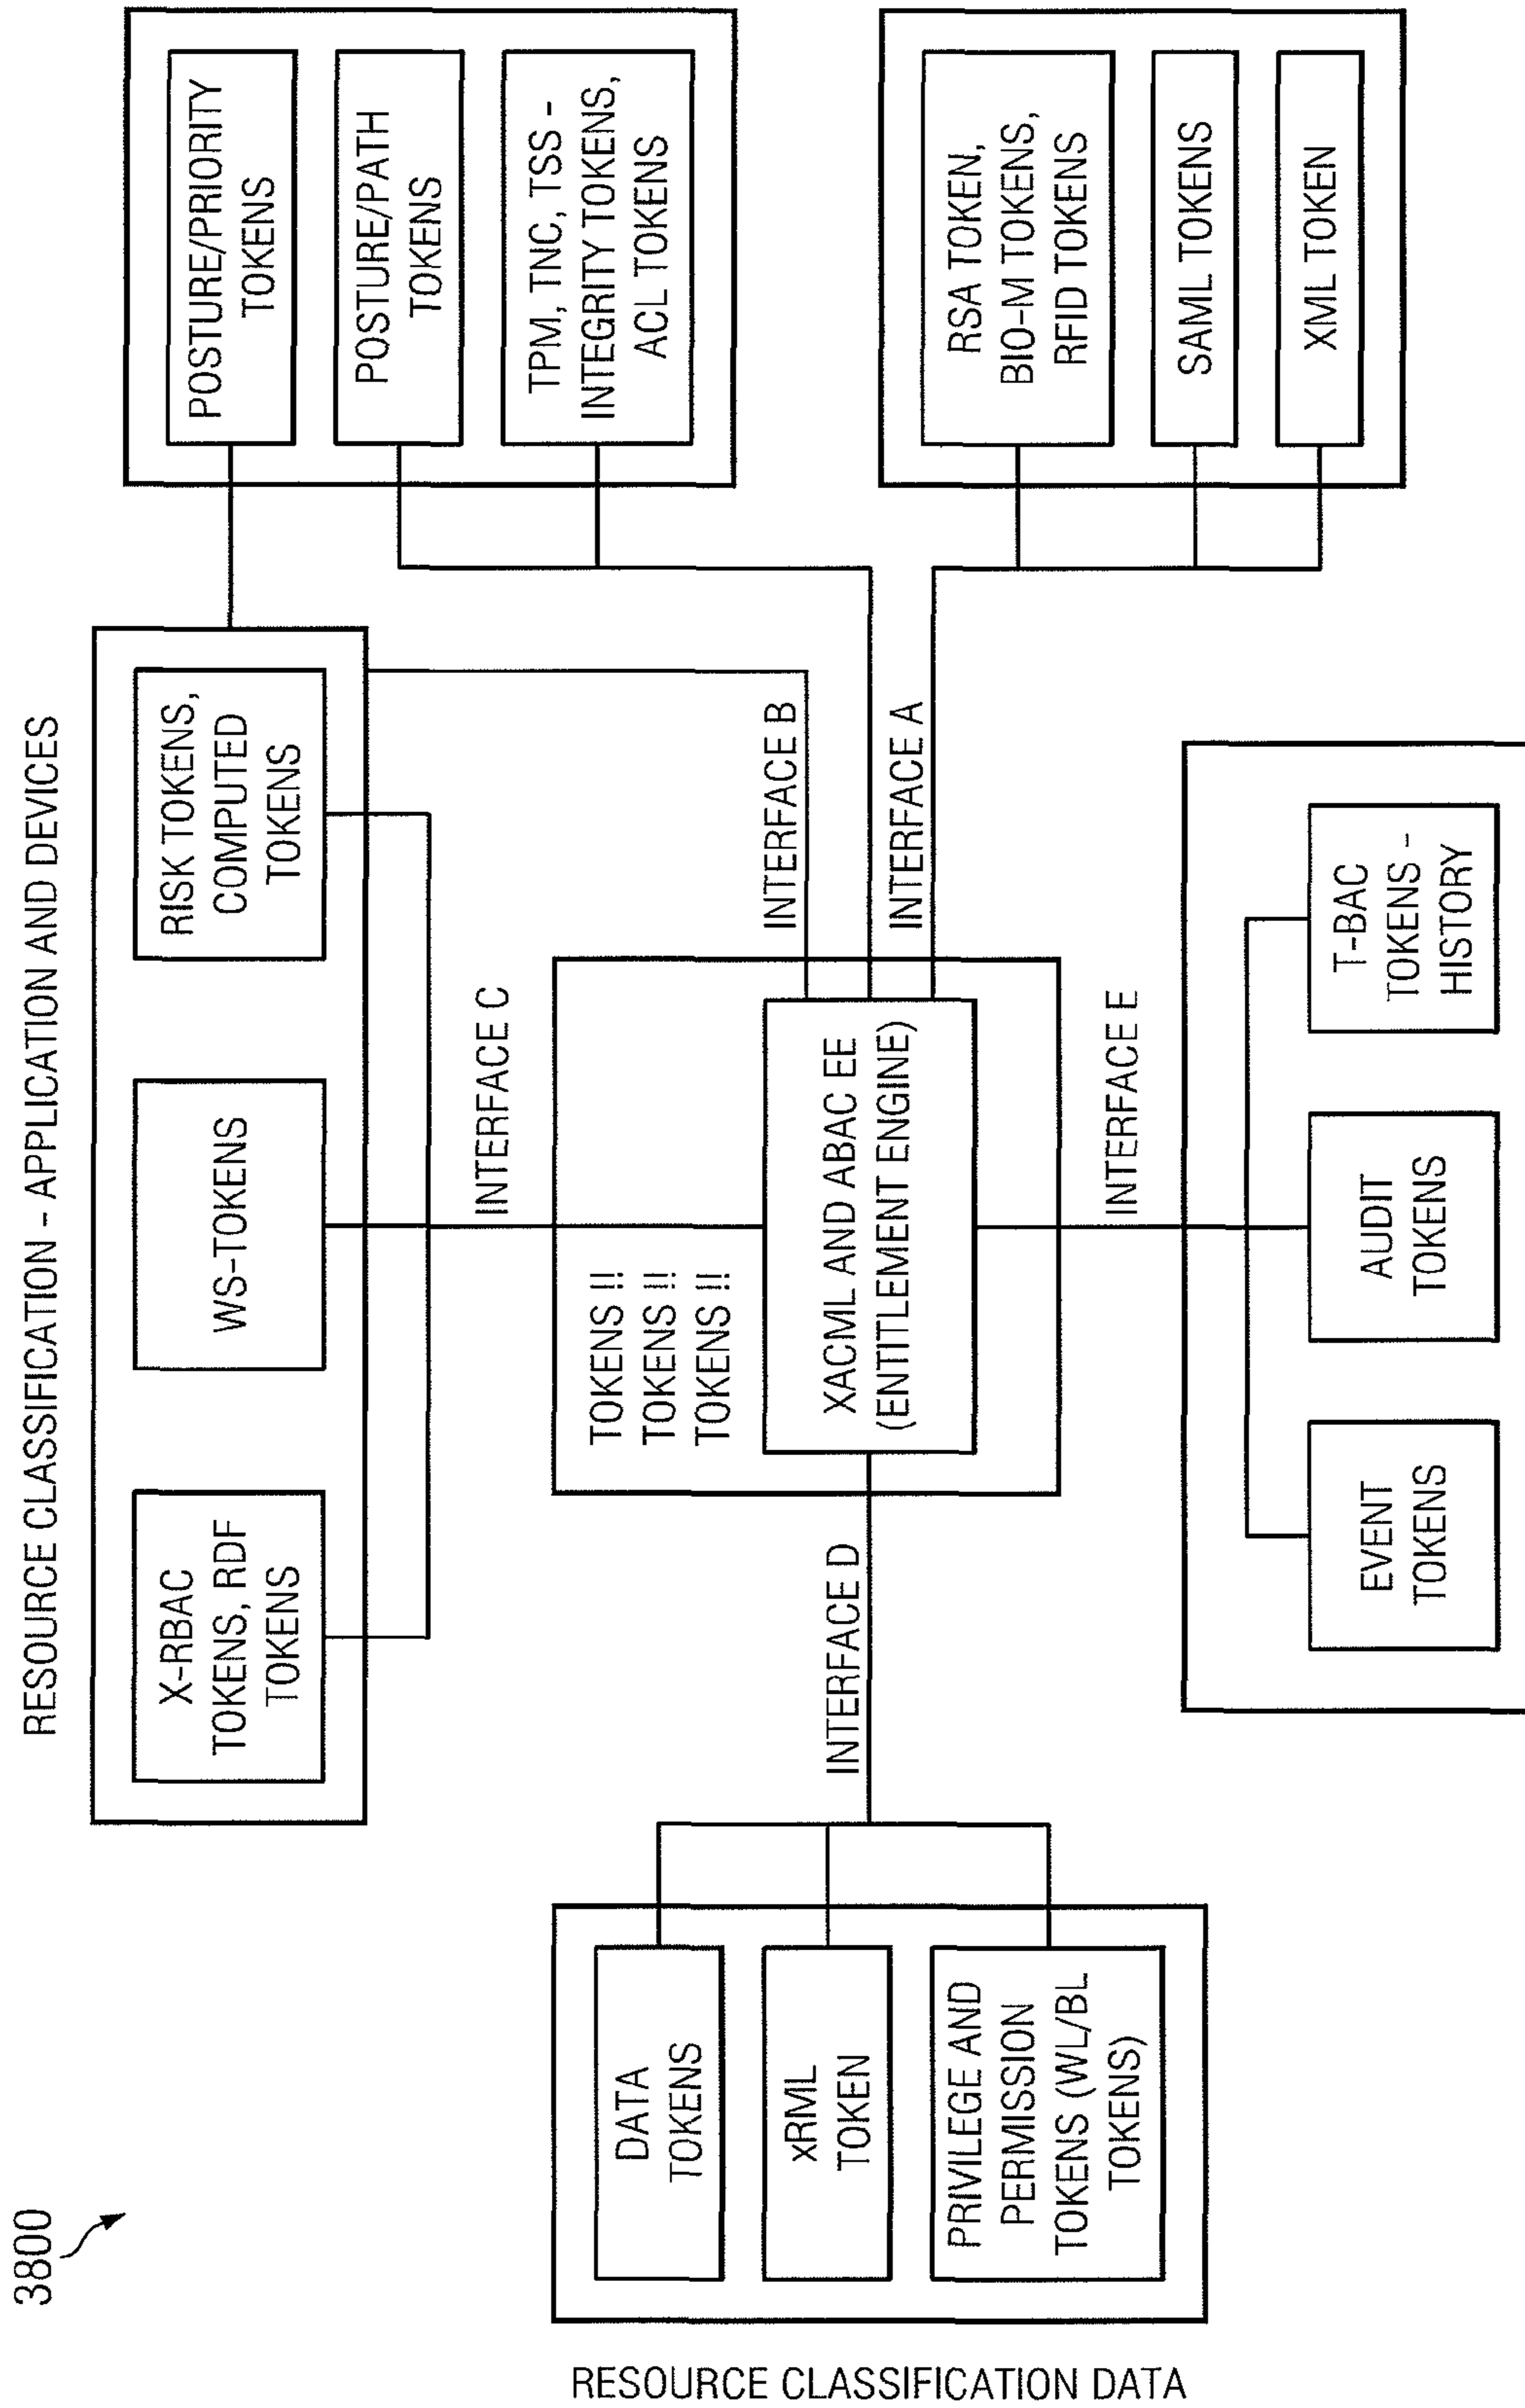 3800
RESOURCE CLASSIFICATION - APPLICATION AND DEVICES
X-RBAC
TOKENS, RDF
TOKENS
WS-TOKENS
RISK TOKENS,
COMPUTED
TOKENS
POSTURE/PRIORITY
TOKENS
POSTURE/PATH
TOKENS
TPM, TNC, TSS -
INTEGRITY TOKENS,
ACL TOKENS
INTERFACE C
INTERFACE B
INTERFACE A
TOKENS !!
TOKENS !!
TOKENS !!
XACML AND ABAC EE
(ENTITLEMENT ENGINE)
INTERFACE D
DATA
TOKENS
xRML
TOKEN
PRIVILEGE AND
PERMISSION
TOKENS (WL/BL
TOKENS)
RESOURCE CLASSIFICATION DATA
RSA TOKEN,
BIO-M TOKENS,
RFID TOKENS
SAML TOKENS
XML TOKEN
INTERFACE E
EVENT
TOKENS
AUDIT
TOKENS
T-BAC
TOKENS -
HISTORY